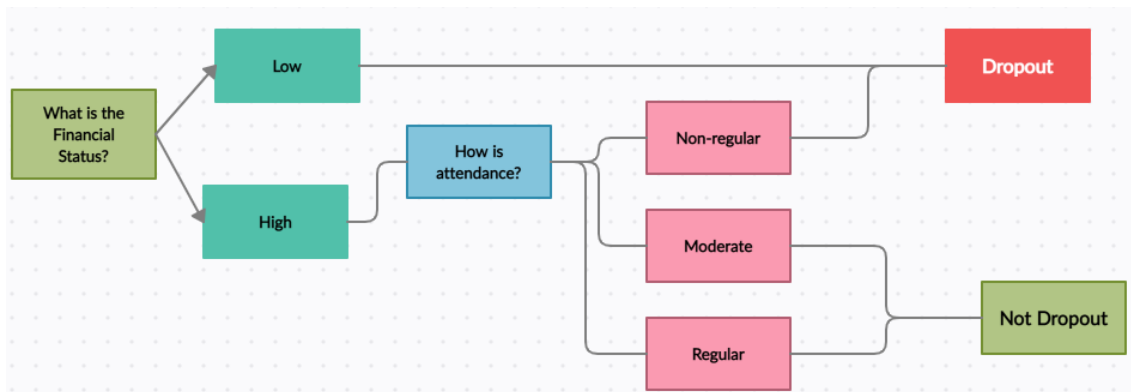 What is the
Financial
Status?
Low
High
How is
attendance?
Non-regular
Moderate
Regular
Dropout
Not Dropout